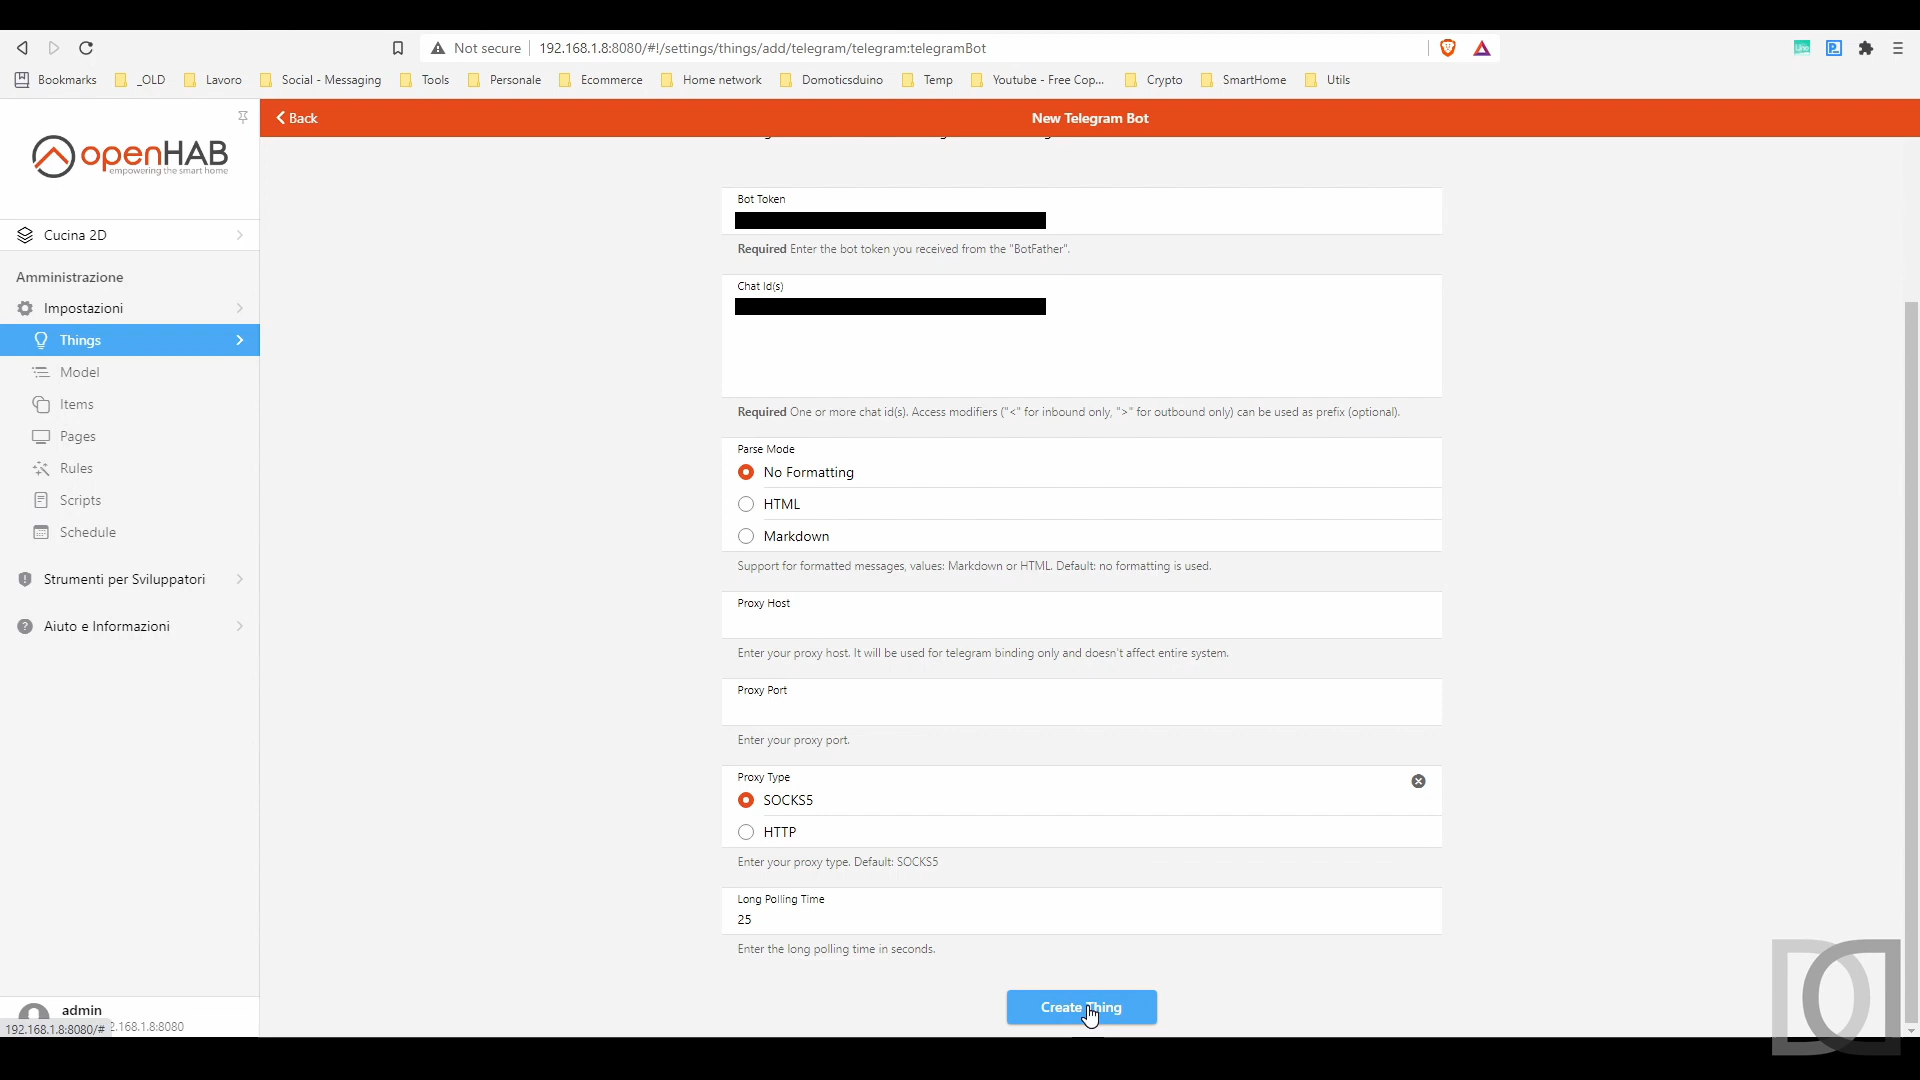 Not secure
192.168.1.8:8080/#!/settings/things/add/telegram/telegram:telegramBot
Bookmarks
_OLD
Lavoro
Social - Messaging
Tools
Personale
Ecommerce
Home network
Domoticsduino
Temp
Youtube - Free Cop...
Crypto
SmartHome
Utils
openHAB
empowering the smart home
Cucina 2D
Amministrazione
Impostazioni
Things
Model
Items
Pages
Rules
Scripts
Schedule
Strumenti per Sviluppatori
Aiuto e Informazioni
admin
192.168.1.8:8080/#
2.168.1.8:8080
Back
New Telegram Bot
Bot Token
Required Enter the bot token you received from the "BotFather".
Chat Id(s)
Required One or more chat id(s). Access modifiers ("<" for inbound only, ">" for outbound only) can be used as prefix (optional).
Parse Mode
No Formatting
HTML
Markdown
Support for formatted messages, values: Markdown or HTML. Default: no formatting is used.
Proxy Host
Enter your proxy host. It will be used for telegram binding only and doesn't affect entire system.
Proxy Port
Enter your proxy port.
Proxy Type
SOCKS5
HTTP
Enter your proxy type. Default: SOCKS5
Long Polling Time
25
Enter the long polling time in seconds.
Create Thing